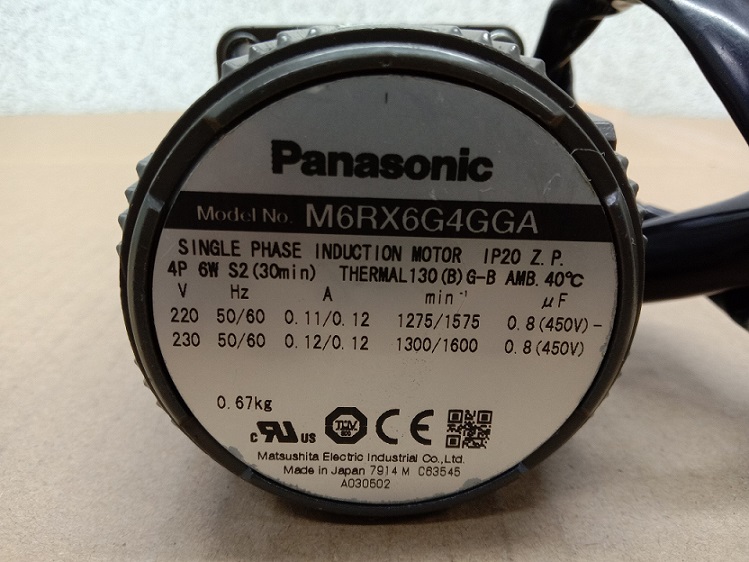 Panasonic
Model No. M6RX6G4GGA
SINGLE PHASE INDUCTION MOTOR IP20 Z.P.
4P 6W S2(30min) THERMAL130(B)G-B AMB.40℃
V Hz A min⁻¹ μF
220 50/60 0.11/0.12 1275/1575 0.8(450V)-
230 50/60 0.12/0.12 1300/1600 0.8(450V)
0.67kg
c RU US TÜV CE
Matsushita Electric Industrial Co.,Ltd.
Made in Japan 7914 M C63545
A030502